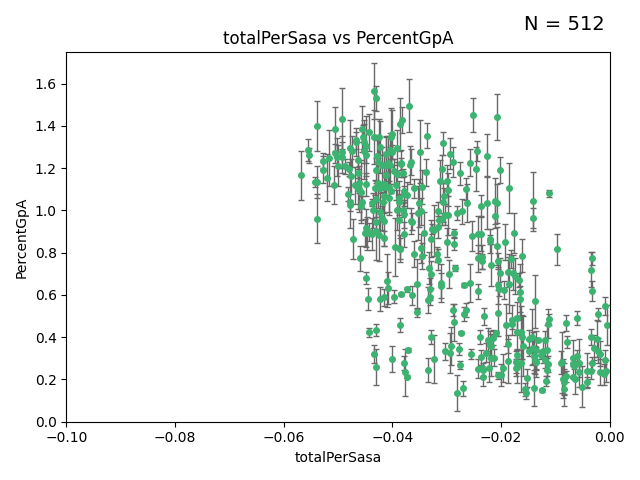 N = 512
totalPerSasa vs PercentGpA
PercentGpA
1.6
1.4
1.2
1.0
0.8
0.6
0.4
0.2
0.0
−0.10 −0.08 −0.06 −0.04 −0.02 0.00
totalPerSasa